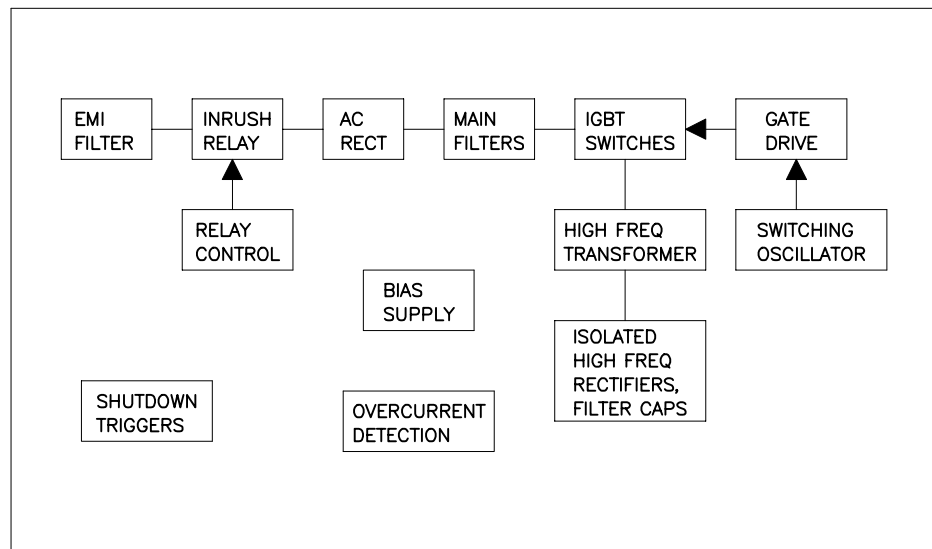 EMI
FILTER
INRUSH
RELAY
AC
RECT
MAIN
FILTERS
IGBT
SWITCHES
GATE
DRIVE
RELAY
CONTROL
HIGH FREQ
TRANSFORMER
SWITCHING
OSCILLATOR
BIAS
SUPPLY
ISOLATED
HIGH FREQ
RECTIFIERS,
FILTER CAPS
SHUTDOWN
TRIGGERS
OVERCURRENT
DETECTION